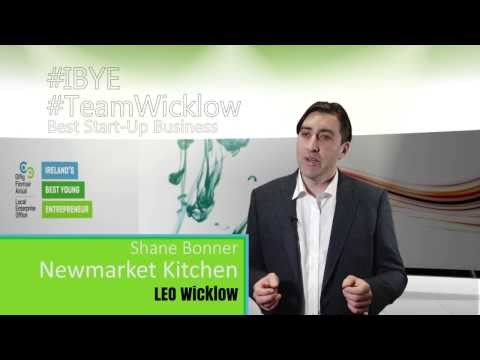 #IBYE
#TeamWicklow
Best Start-Up Business
Oifig
Fiontair
Áitiúil
Local
Enterprise
Office
IRELAND'S
BEST YOUNG
ENTREPRENEUR
Shane Bonner
Newmarket Kitchen
LEO Wicklow